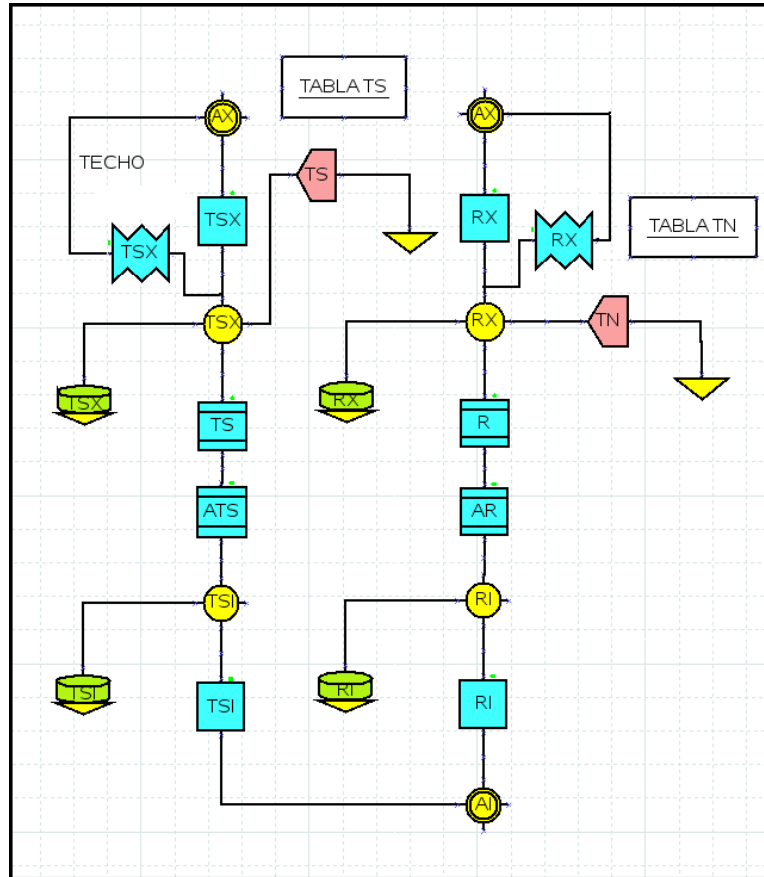 TABLA TS
AX
AX
TECHO
TS
TSX
RX
TSX
RX
TABLA TN
TSX
RX
TN
TSX
RX
TS
R
ATS
AR
TSI
RI
TSI
RI
TSI
RI
AI